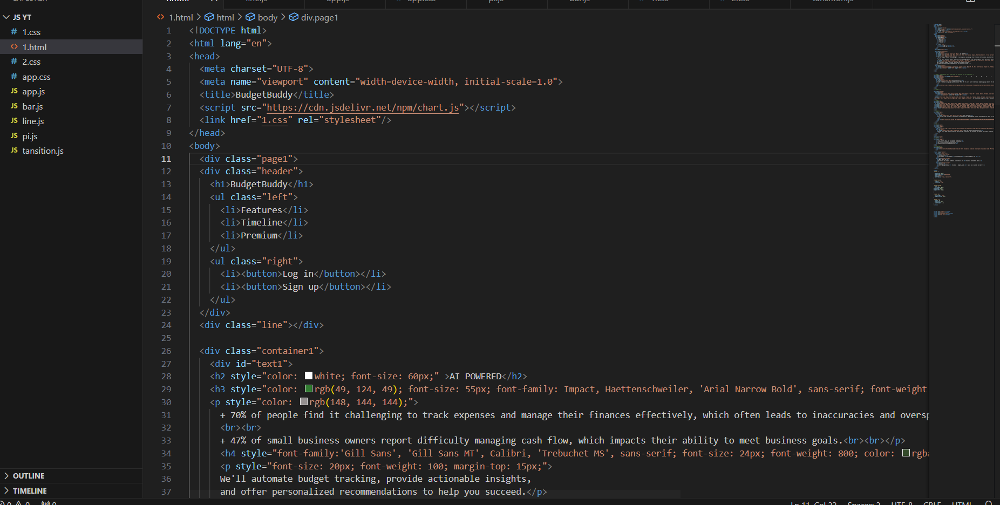 JS YT
1.css
1.html
2.css
app.css
JS app.js
JS bar.js
JS line.js
JS pi.js
JS tansition.js
OUTLINE
TIMELINE
1.html > html > body > div.page1
1 <!DOCTYPE html>
2 <html lang="en">
3 <head>
4 <meta charset="UTF-8">
5 <meta name="viewport" content="width=device-width, initial-scale=1.0">
6 <title>BudgetBuddy</title>
7 <script src="https://cdn.jsdelivr.net/npm/chart.js"></script>
8 <link href="1.css" rel="stylesheet"/>
9 </head>
10 <body>
11 <div class="page1">
12 <div class="header">
13 <h1>BudgetBuddy</h1>
14 <ul class="left">
15 <li>Features</li>
16 <li>Timeline</li>
17 <li>Premium</li>
18 </ul>
19 <ul class="right">
20 <li><button>Log in</button></li>
21 <li><button>Sign up</button></li>
22 </ul>
23 </div>
24 <div class="line"></div>
25
26 <div class="container1">
27 <div id="text1">
28 <h2 style="color: white; font-size: 60px;" >AI POWERED</h2>
29 <h3 style="color: rgb(49, 124, 49); font-size: 55px; font-family: Impact, Haettenschweiler, 'Arial Narrow Bold', sans-serif; font-weight
30 <p style="color: rgb(148, 144, 144);">
31 + 70% of people find it challenging to track expenses and manage their finances effectively, which often leads to inaccuracies and oversp
32 <br><br>
33 + 47% of small business owners report difficulty managing cash flow, which impacts their ability to meet business goals.<br><br></p>
34 <h4 style="font-family:'Gill Sans', 'Gill Sans MT', Calibri, 'Trebuchet MS', sans-serif; font-size: 24px; font-weight: 800; color: rgba
35 <p style="font-size: 20px; font-weight: 100; margin-top: 15px;">
36 We'll automate budget tracking, provide actionable insights,
37 and offer personalized recommendations to help you succeed.</p>